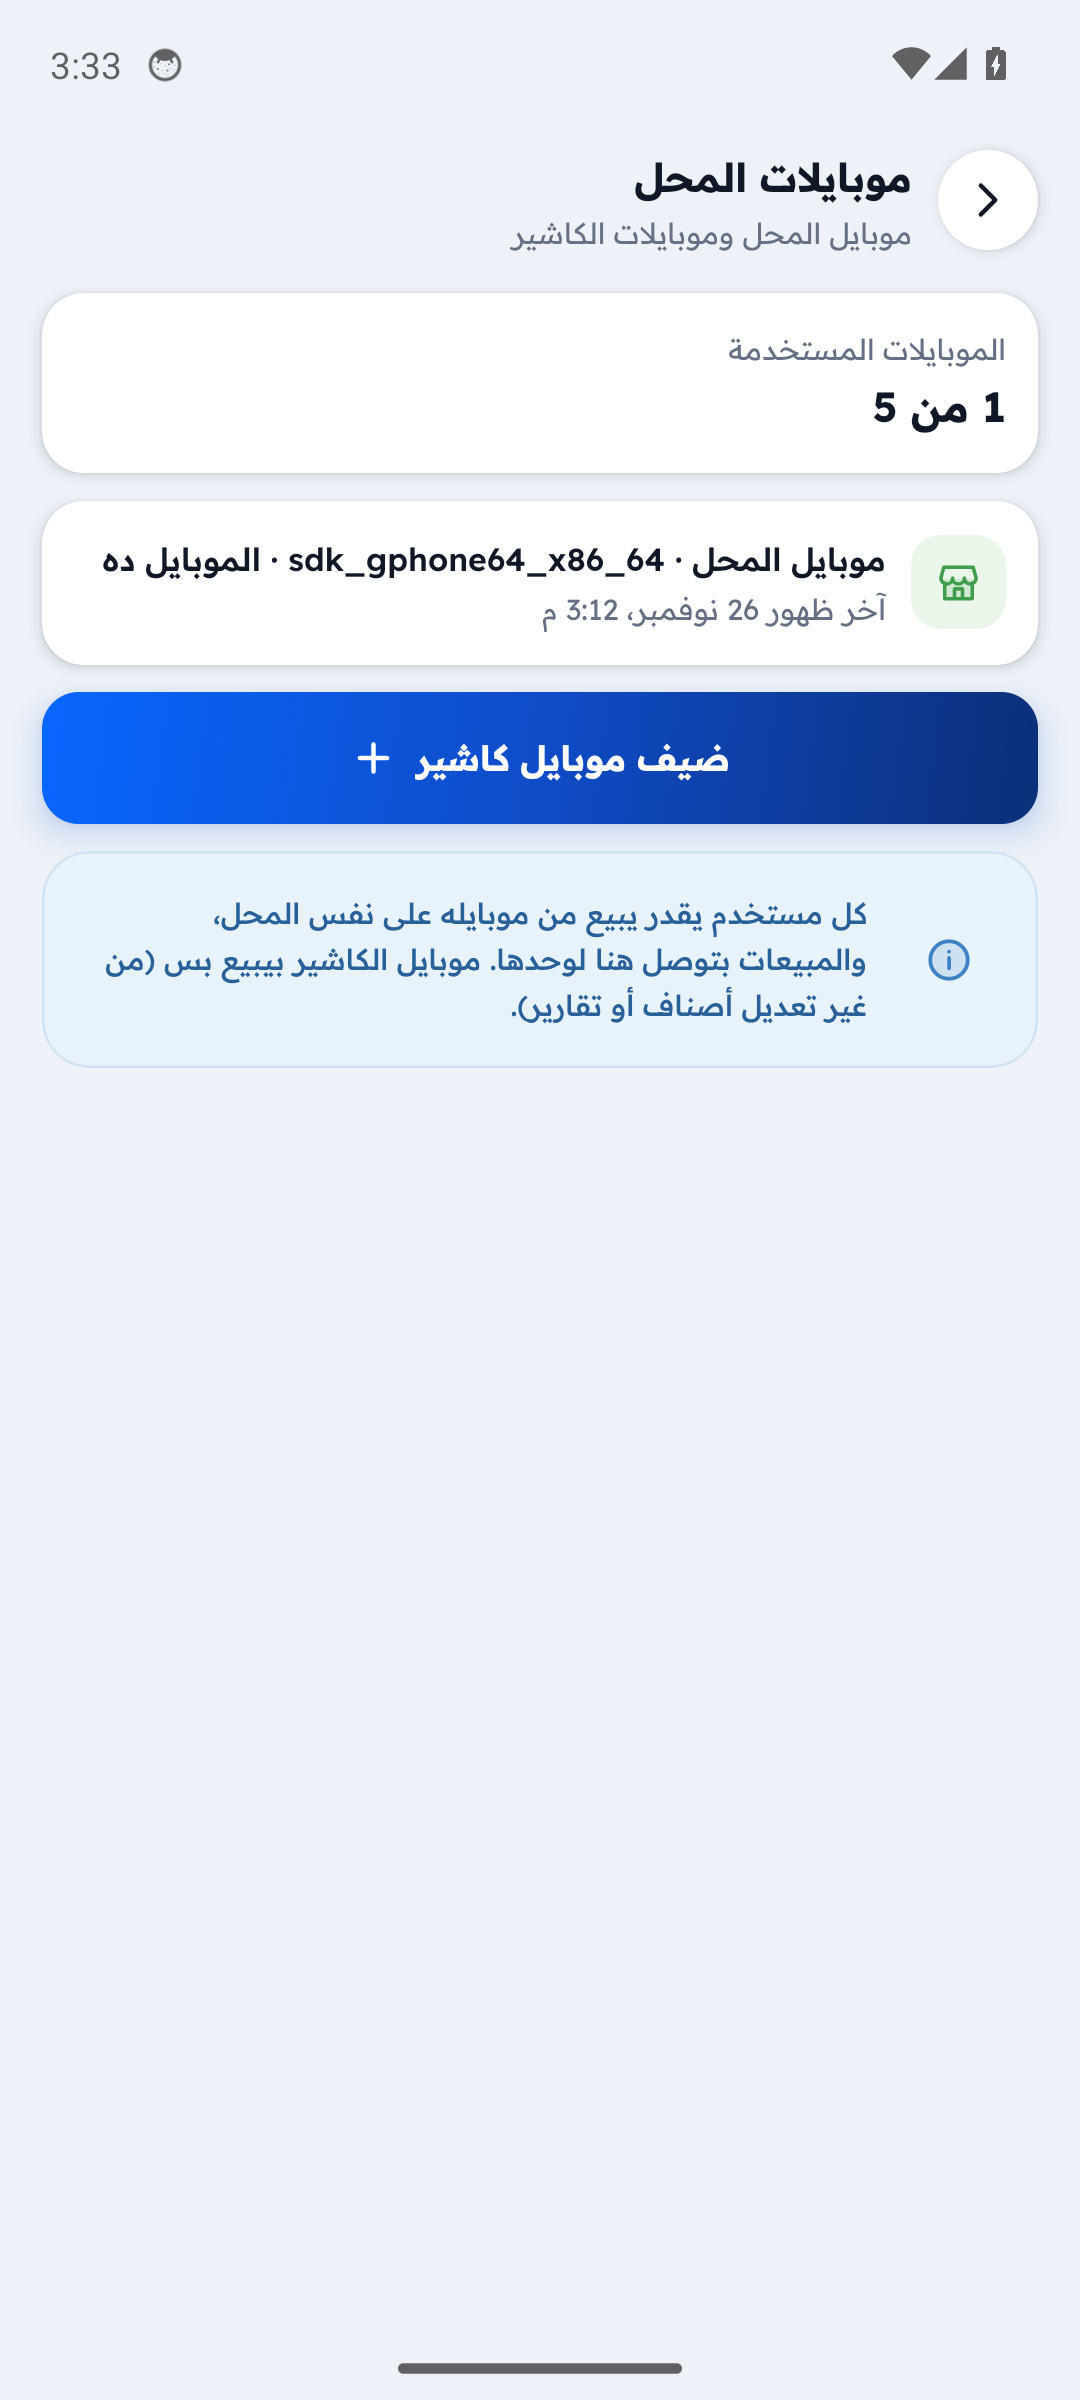 3:33
موبايلات المحل
موبايل المحل وموبايلات الكاشير
الموبايلات المستخدمة
1 من 5
موبايل المحل · sdk_gphone64_x86_64 · الموبايل ده
آخر ظهور 26 نوفمبر، 3:12 م
ضيف موبايل كاشير
كل مستخدم يقدر يبيع من موبايله على نفس المحل،
والمبيعات بتوصل هنا لوحدها. موبايل الكاشير بيبيع بس (من
غير تعديل أصناف أو تقارير).